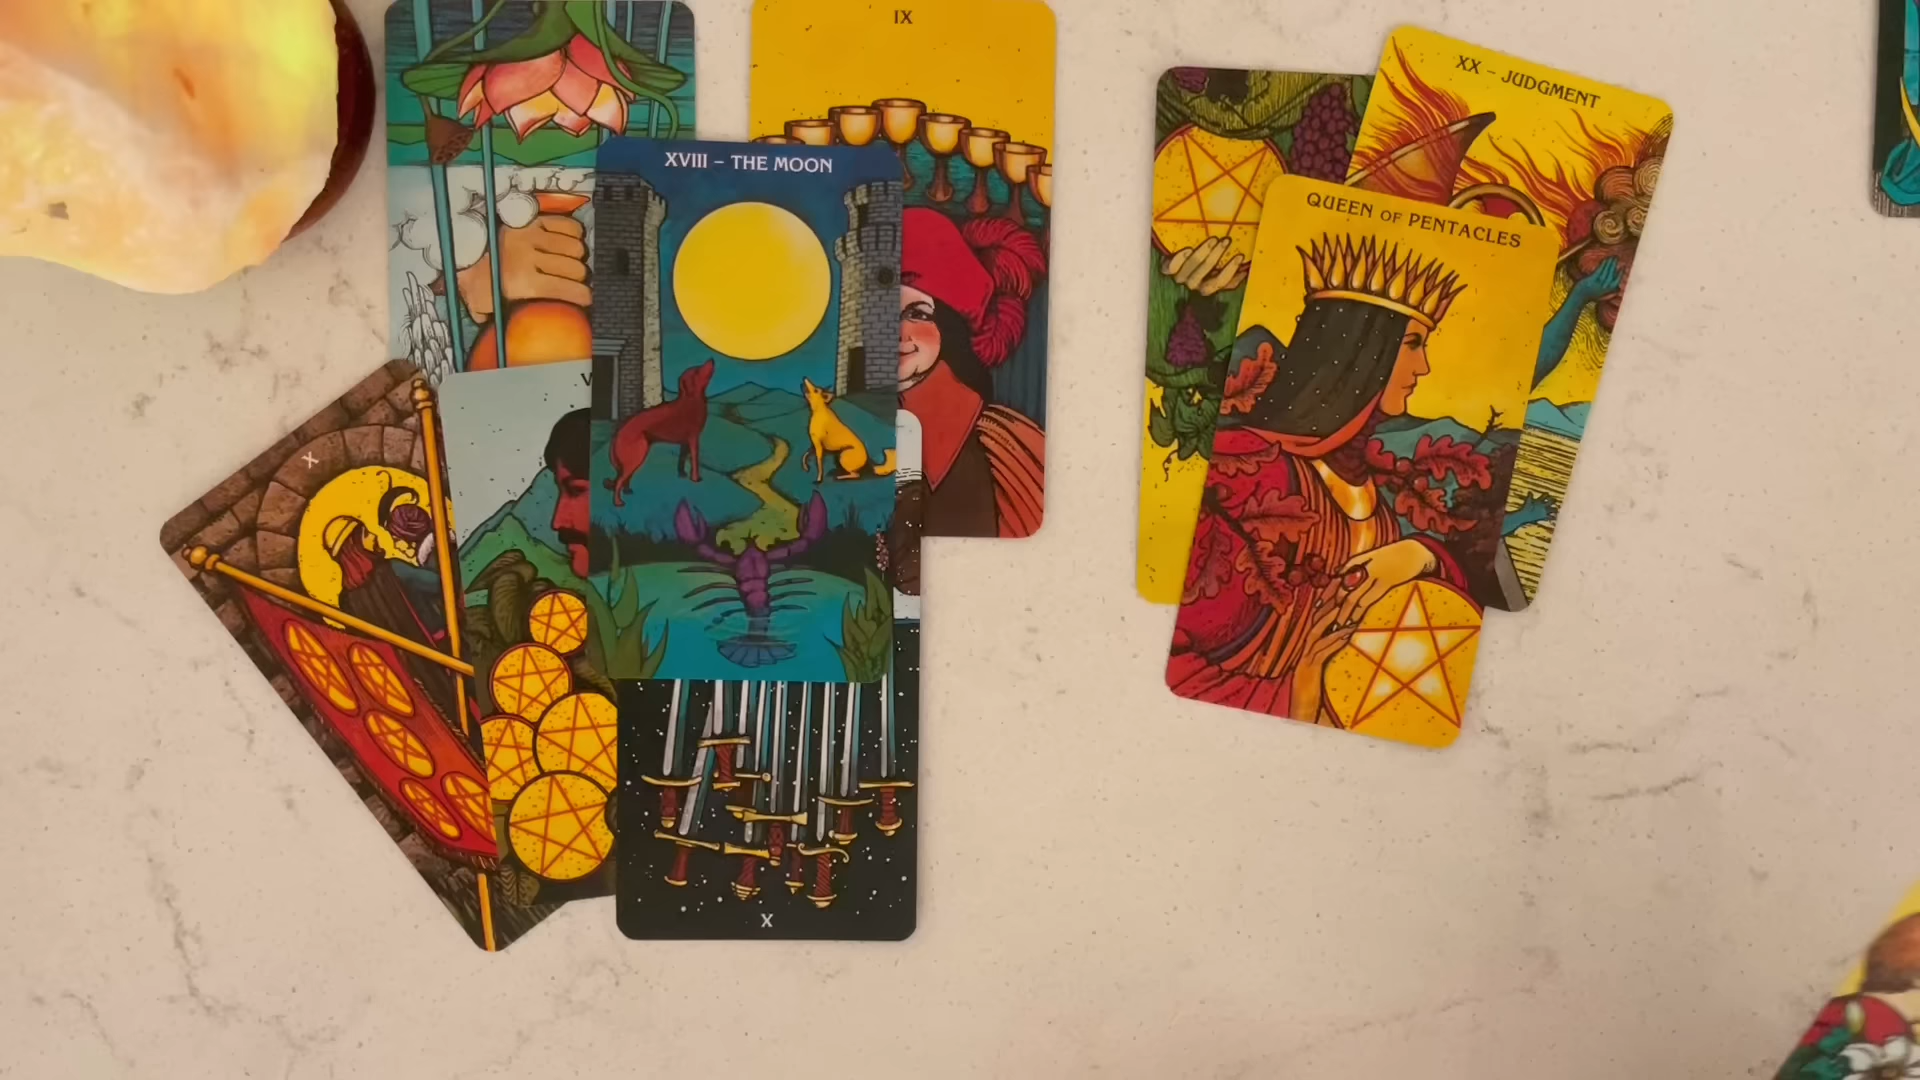 IX
XVIII – THE MOON
XX – JUDGMENT
QUEEN OF PENTACLES
V
X
X